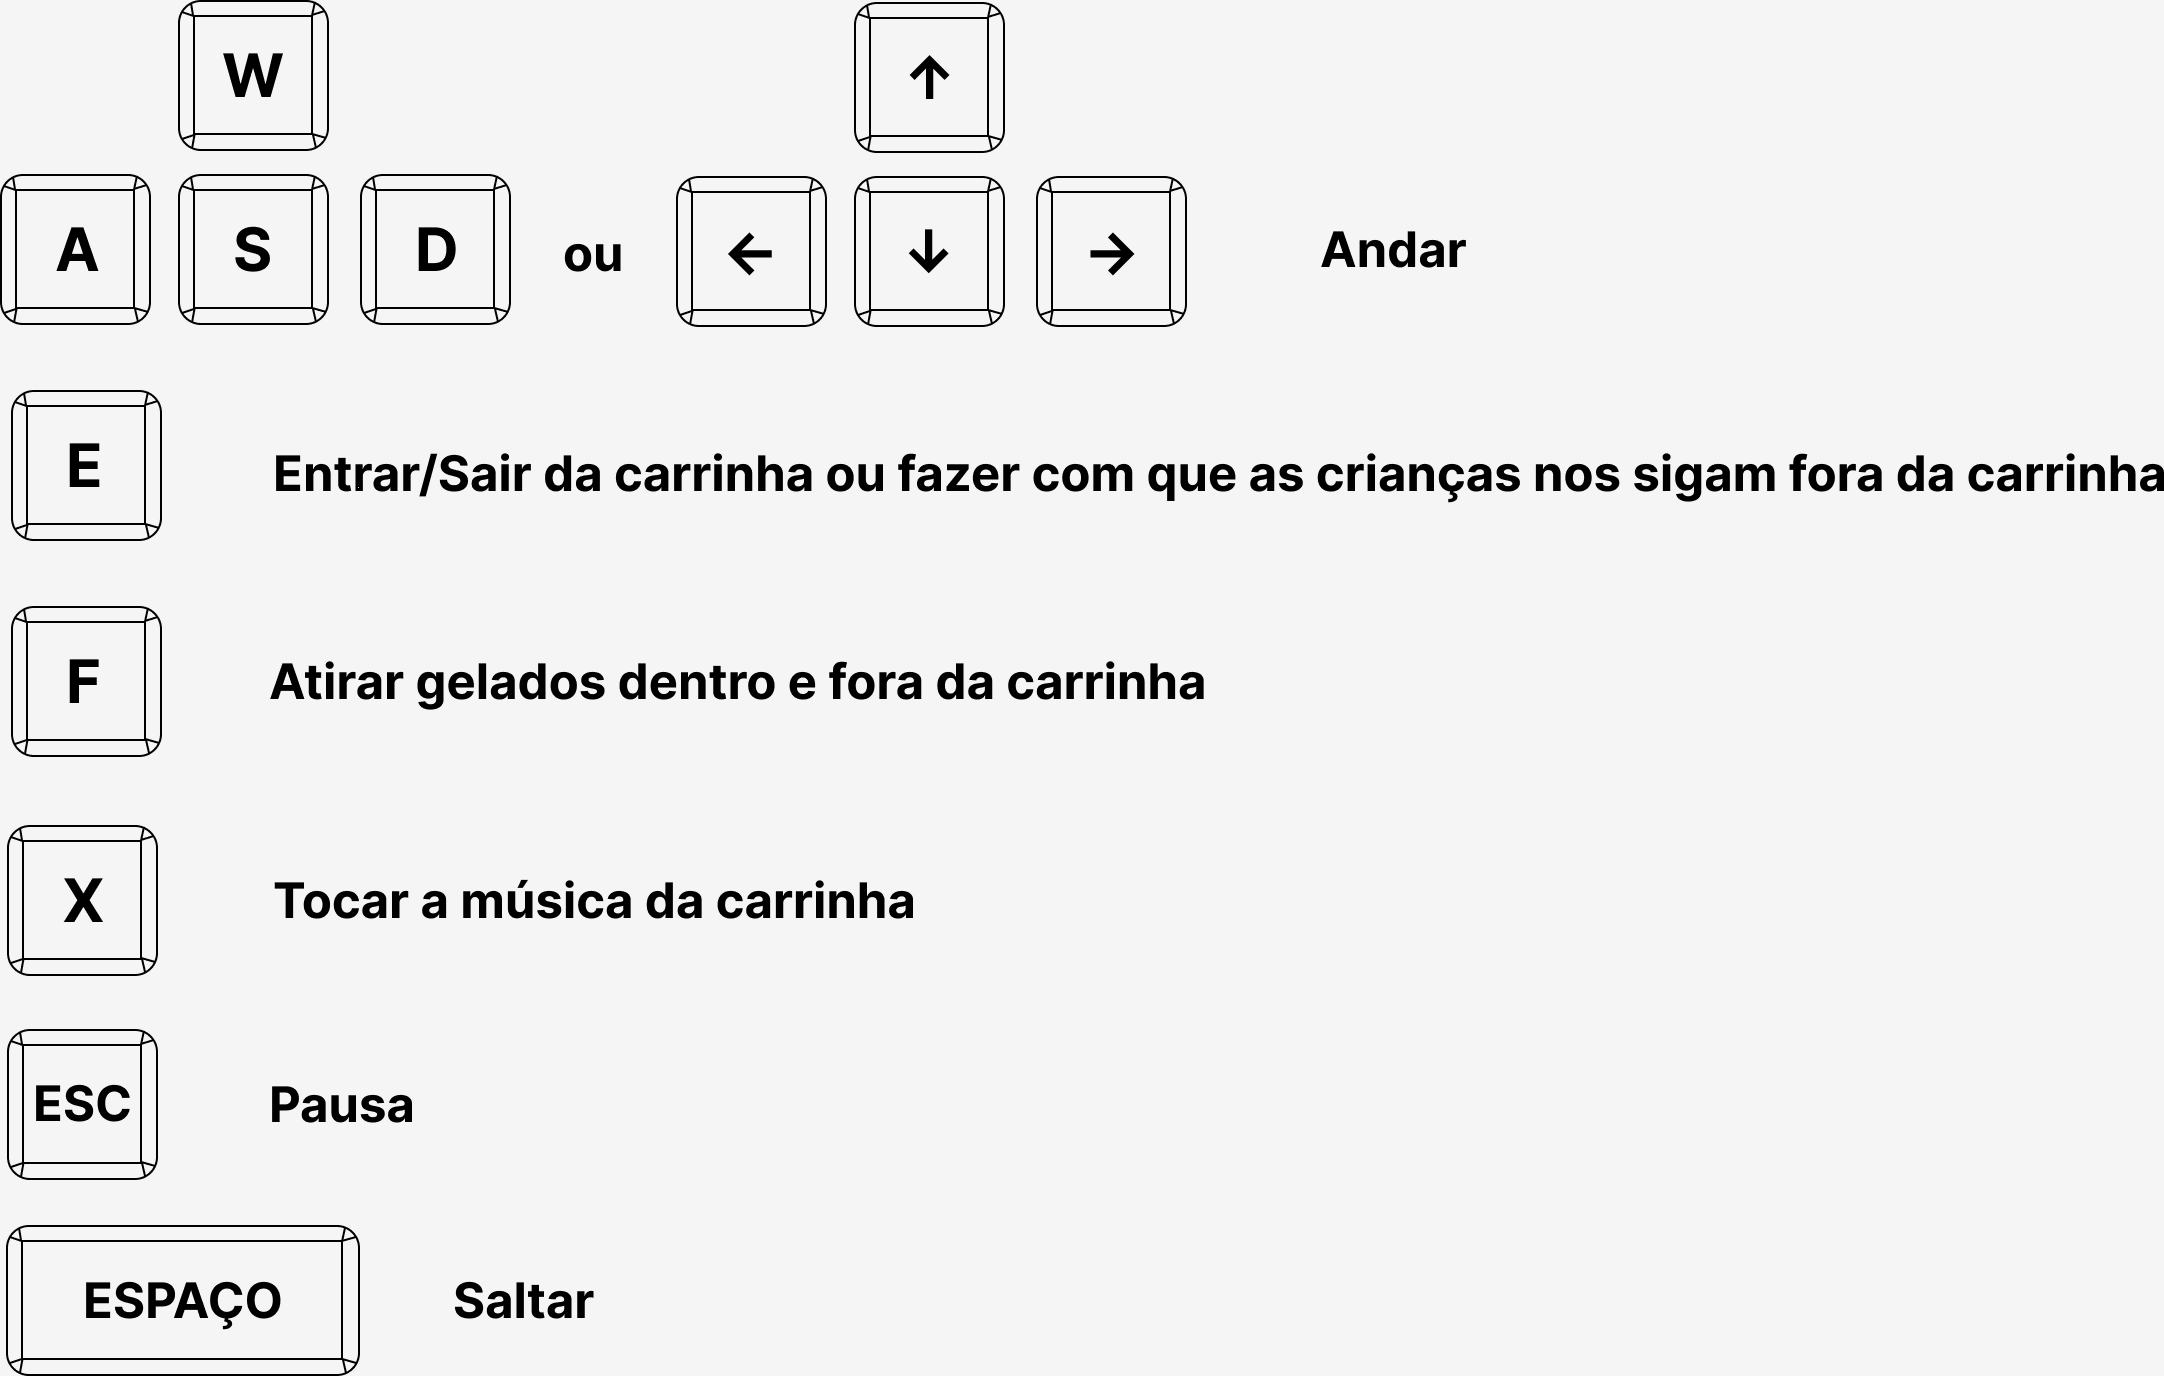 W ↑
A S D ou ← ↓ → Andar
E Entrar/Sair da carrinha ou fazer com que as crianças nos sigam fora da carrinha
F Atirar gelados dentro e fora da carrinha
X Tocar a música da carrinha
ESC Pausa
ESPAÇO Saltar